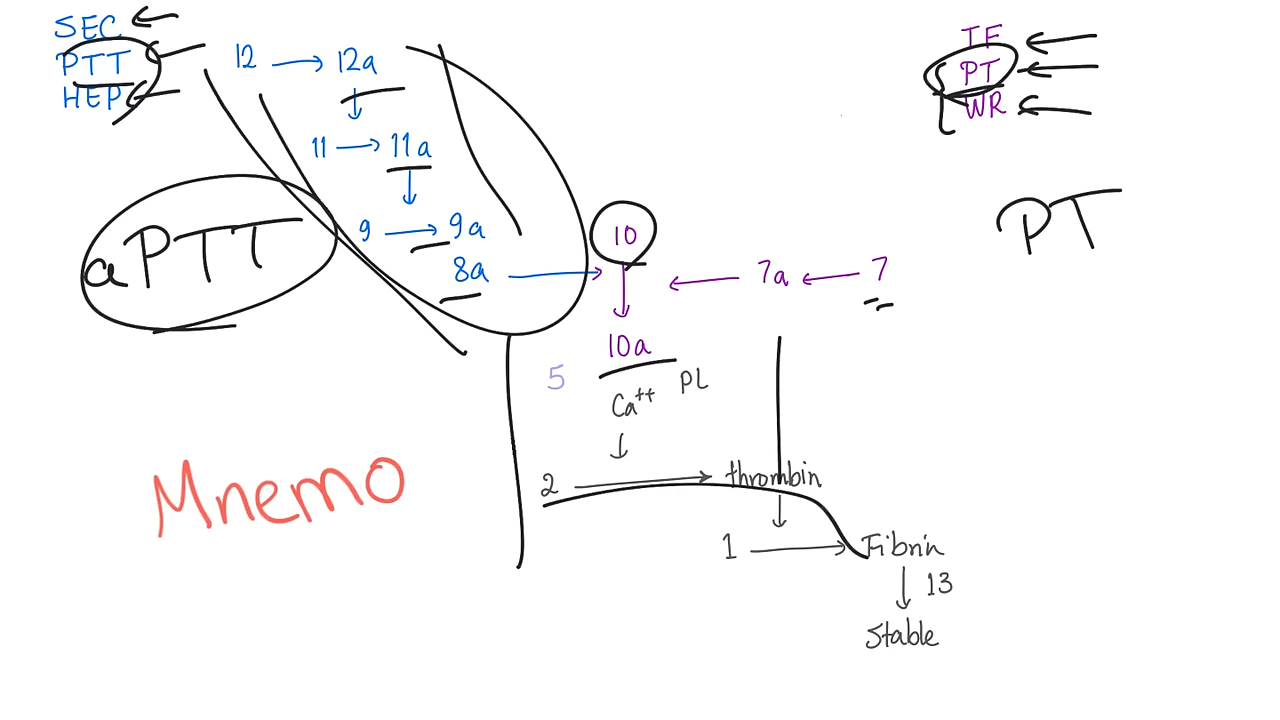 SEC
PTT
HEP
12 → 12a
TF
PT
WR
11 → 11a
9 → 9a
8a →
aPTT
10
← 7a ← 7
PT
10a
5
Ca⁺⁺ PL
2 → thrombin
Mnemo
1 → Fibrin
13
Stable